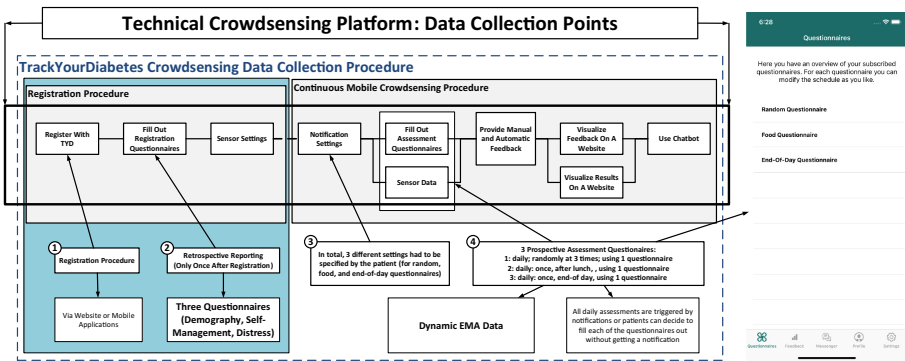 Technical Crowdsensing Platform: Data Collection Points
TrackYourDiabetes Crowdsensing Data Collection Procedure
Registration Procedure
Continuous Mobile Crowdsensing Procedure
Register With
TYD
Fill Out
Registration
Questionnaires
Sensor Settings
Notification
Settings
Fill Out
Assessment
Questionnaires
Sensor Data
Provide Manual
and Automatic
Feedback
Visualize
Feedback On A
Website
Visualize Results
On A Website
Use Chatbot
1
Registration Procedure
2
Retrospective Reporting
(Only Once After Registration)
3
In total, 3 different settings had to be
specified by the patient (for random,
food, and end-of-day questionnaires)
4
3 Prospective Assessment Questionaires:
1: daily; randomly at 3 times; using 1 questionnaire
2: daily: once, after lunch, , using 1 questionnaire
3: daily: once, end-of day, using 1 questionnaire
Via Website or Mobile
Applications
Three Questionnaires
(Demography, Self-
Management, Distress)
Dynamic EMA Data
All daily assessments are triggered by
notifications or patients can decide to
fill each of the questionnaires out
without getting a notification
6:28
Questionnaires
Here you have an overview of your subscribed
questionnaires. For each questionnaire you can
modify the schedule as you like.
Random Questionnaire
Food Questionnaire
End-Of-Day Questionnaire
Questionnaires Feedback Messenger Profile Settings